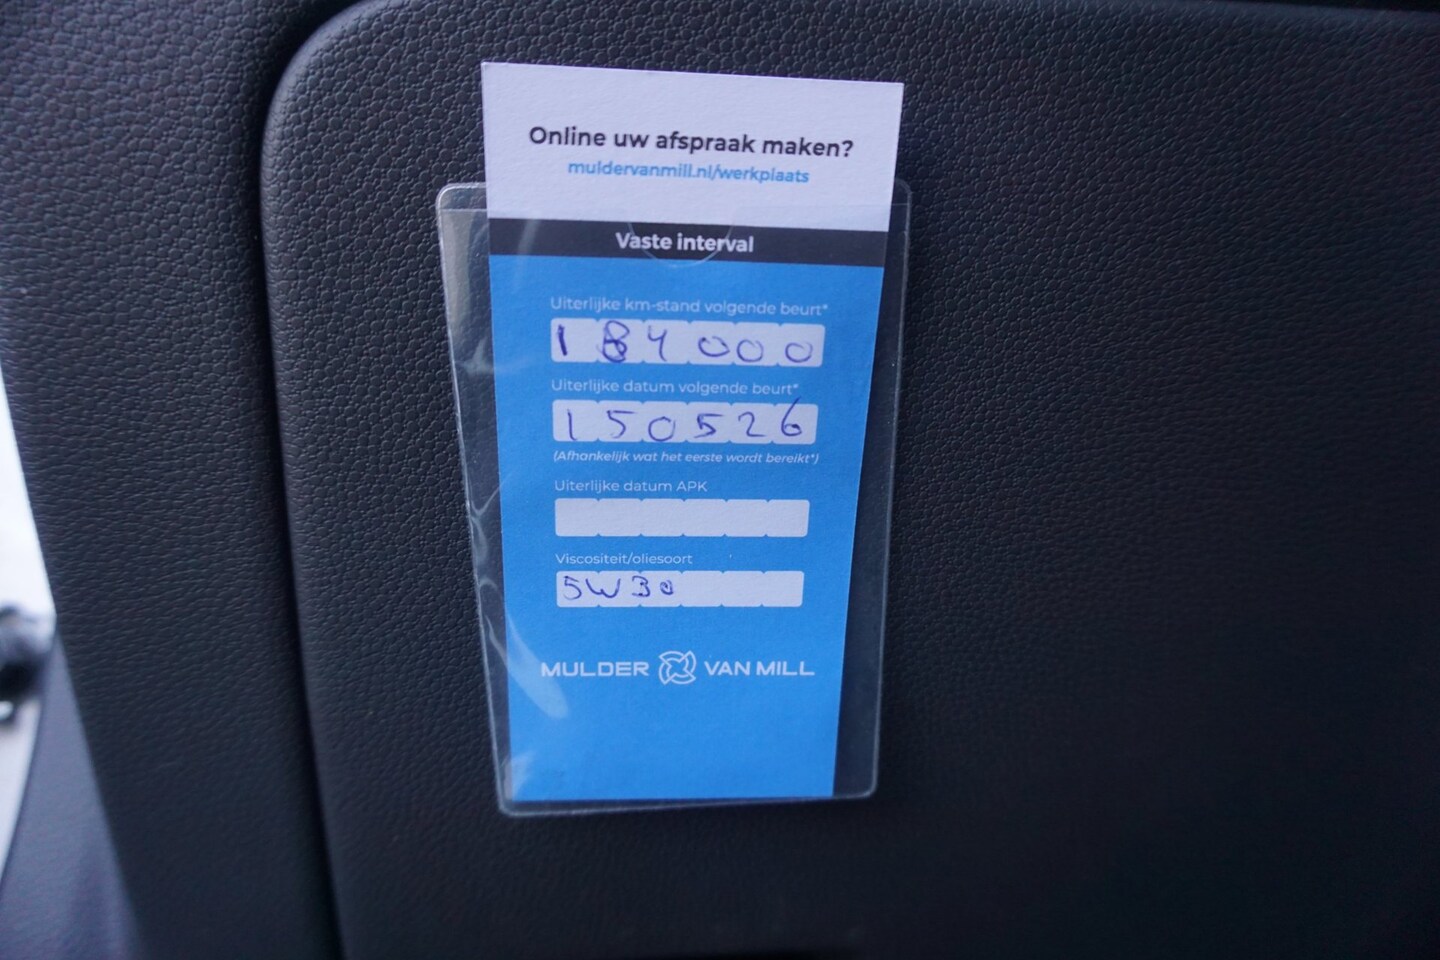 Online uw afspraak maken?
muldervanmill.nl/werkplaats
Vaste interval
Uiterlijke km-stand volgende beurt*
184000
Uiterlijke datum volgende beurt*
150526
(Afhankelijk wat het eerste wordt bereikt*)
Uiterlijke datum APK
Viscositeit/oliesoort
5W30
MULDER VAN MILL